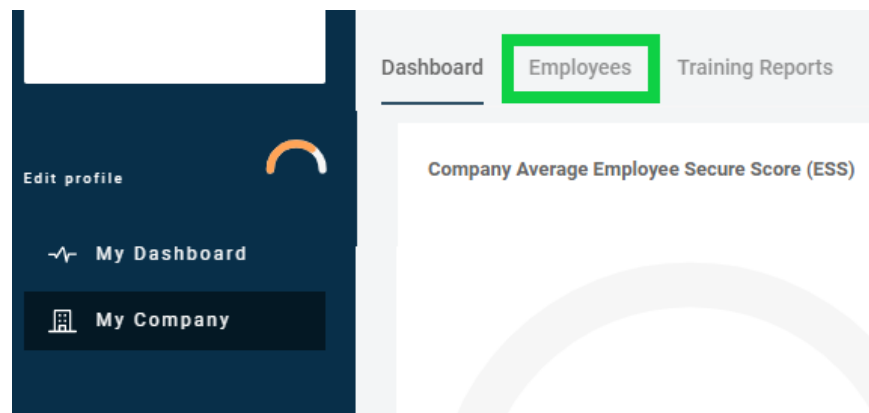 Dashboard Employees Training Reports
Edit profile
Company Average Employee Secure Score (ESS)
My Dashboard
My Company